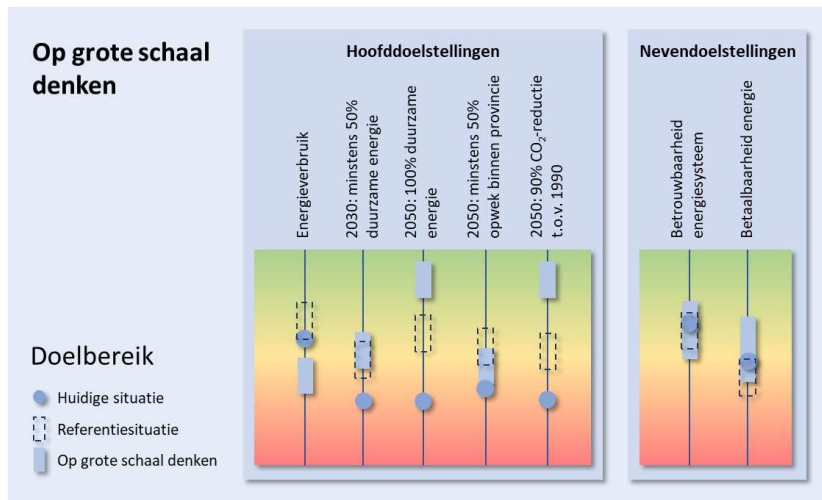 Op grote schaal
denken
Hoofddoelstellingen
Energieverbruik
2030: minstens 50%
duurzame energie
2050: 100% duurzame
energie
2050: minstens 50%
opwek binnen provincie
2050: 90% CO₂-reductie
t.o.v. 1990
Nevendoelstellingen
Betrouwbaarheid
energiesysteem
Betaalbaarheid energie
Doelbereik
Huidige situatie
Referentiesituatie
Op grote schaal denken